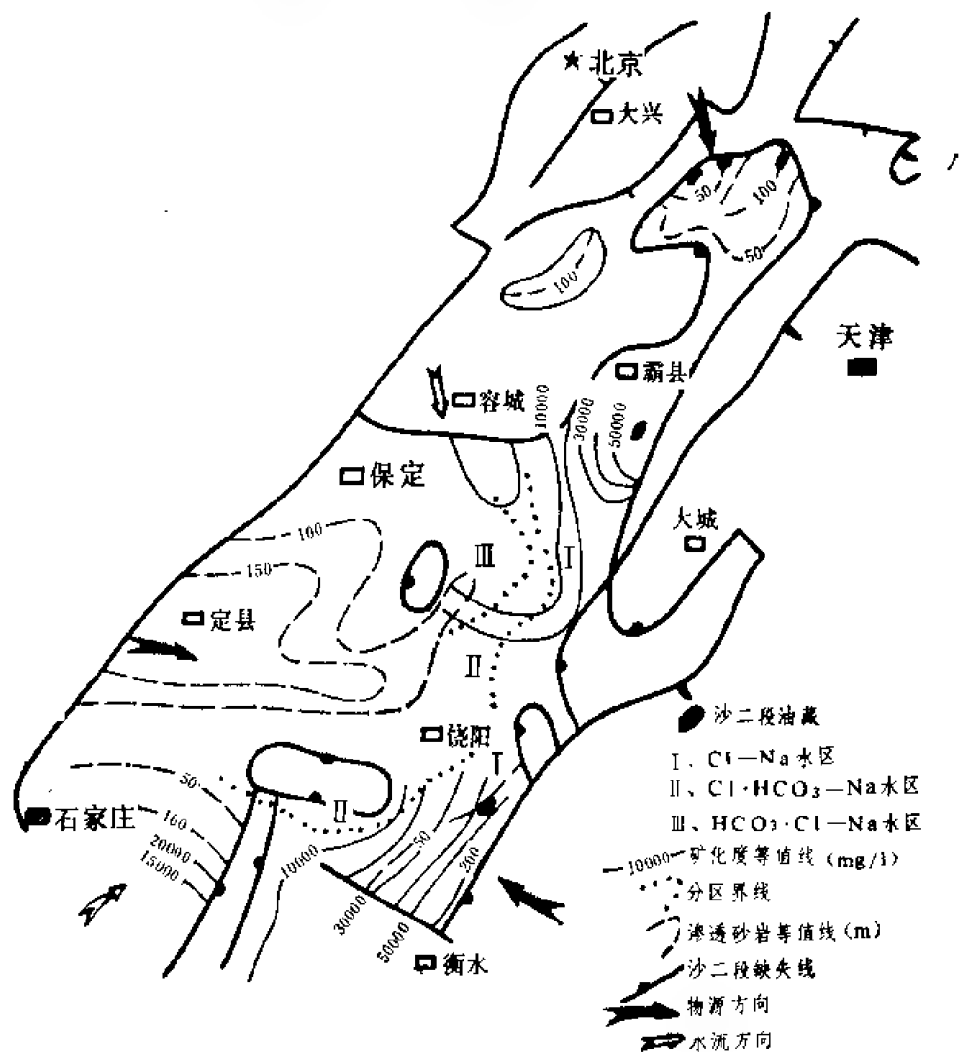 北京
大兴
50
100
50
100
天津
霸县
容城
10000
30000
50000
保定
大城
100
Ⅲ
Ⅰ
150
定县
Ⅱ
饶阳
沙二段油藏
Ⅰ
Ⅰ、Cl—Na水区
50
Ⅱ、Cl·HCO₃—Na水区
石家庄
Ⅱ
Ⅲ、HCO₃·Cl—Na水区
160
50
20000
15000
10000
200
10000 矿化度等值线（mg/l）
分区界线
30000
50000
渗透砂岩等值线(m)
衡水
沙二段缺失线
物源方向
水流方向